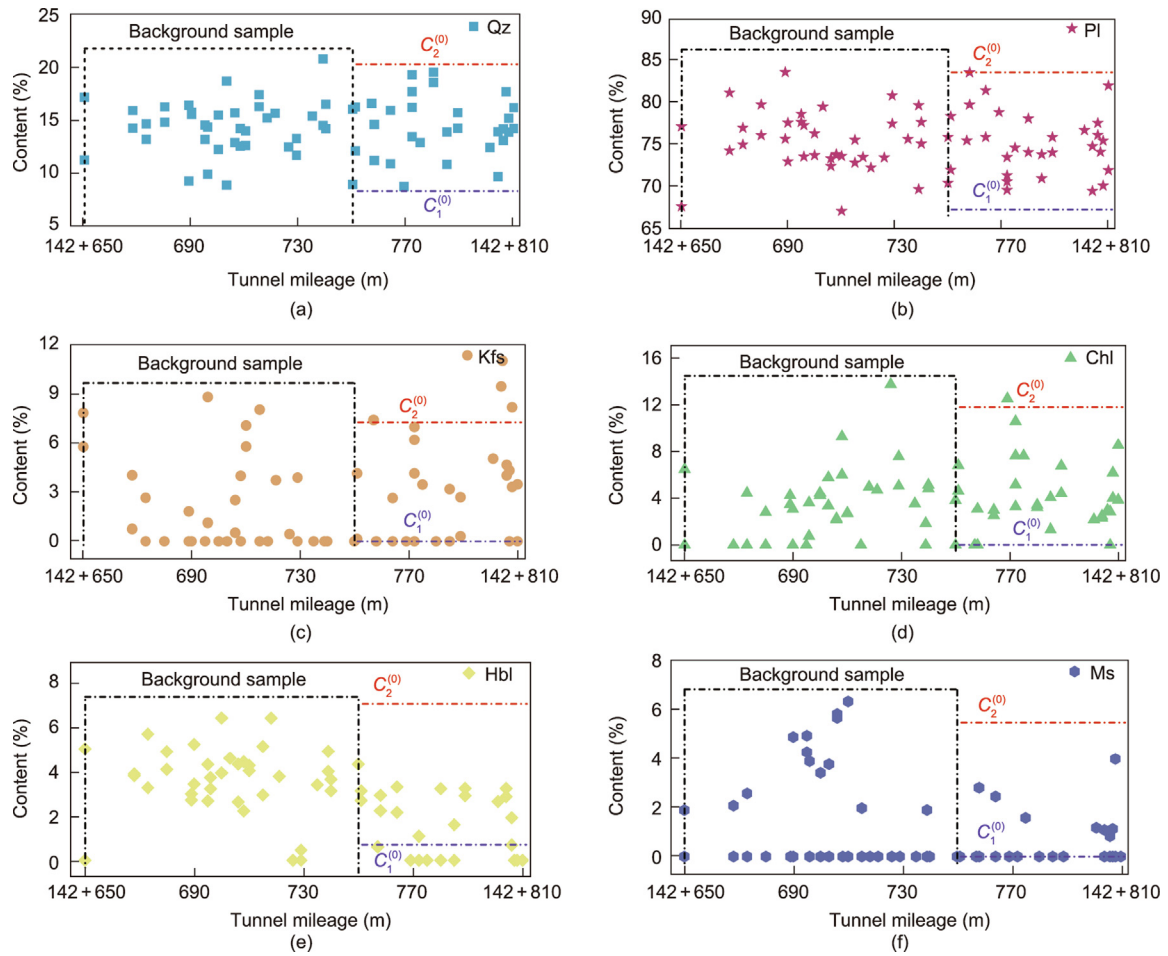 25
20
15
10
5
Content (%)
Background sample
Qz
C₂⁽⁰⁾
C₁⁽⁰⁾
142 + 650
690
730
770
142 + 810
Tunnel mileage (m)
(a)
90
85
80
75
70
65
Content (%)
Background sample
Pl
C₂⁽⁰⁾
C₁⁽⁰⁾
142 + 650
690
730
770
142 + 810
Tunnel mileage (m)
(b)
12
9
6
3
0
Content (%)
Background sample
Kfs
C₂⁽⁰⁾
C₁⁽⁰⁾
142 + 650
690
730
770
142 + 810
Tunnel mileage (m)
(c)
16
12
8
4
0
Content (%)
Background sample
Chl
C₂⁽⁰⁾
C₁⁽⁰⁾
142 + 650
690
730
770
142 + 810
Tunnel mileage (m)
(d)
8
6
4
2
0
Content (%)
Background sample
Hbl
C₂⁽⁰⁾
C₁⁽⁰⁾
142 + 650
690
730
770
142 + 810
Tunnel mileage (m)
(e)
8
6
4
2
0
Content (%)
Background sample
Ms
C₂⁽⁰⁾
C₁⁽⁰⁾
142 + 650
690
730
770
142 + 810
Tunnel mileage (m)
(f)